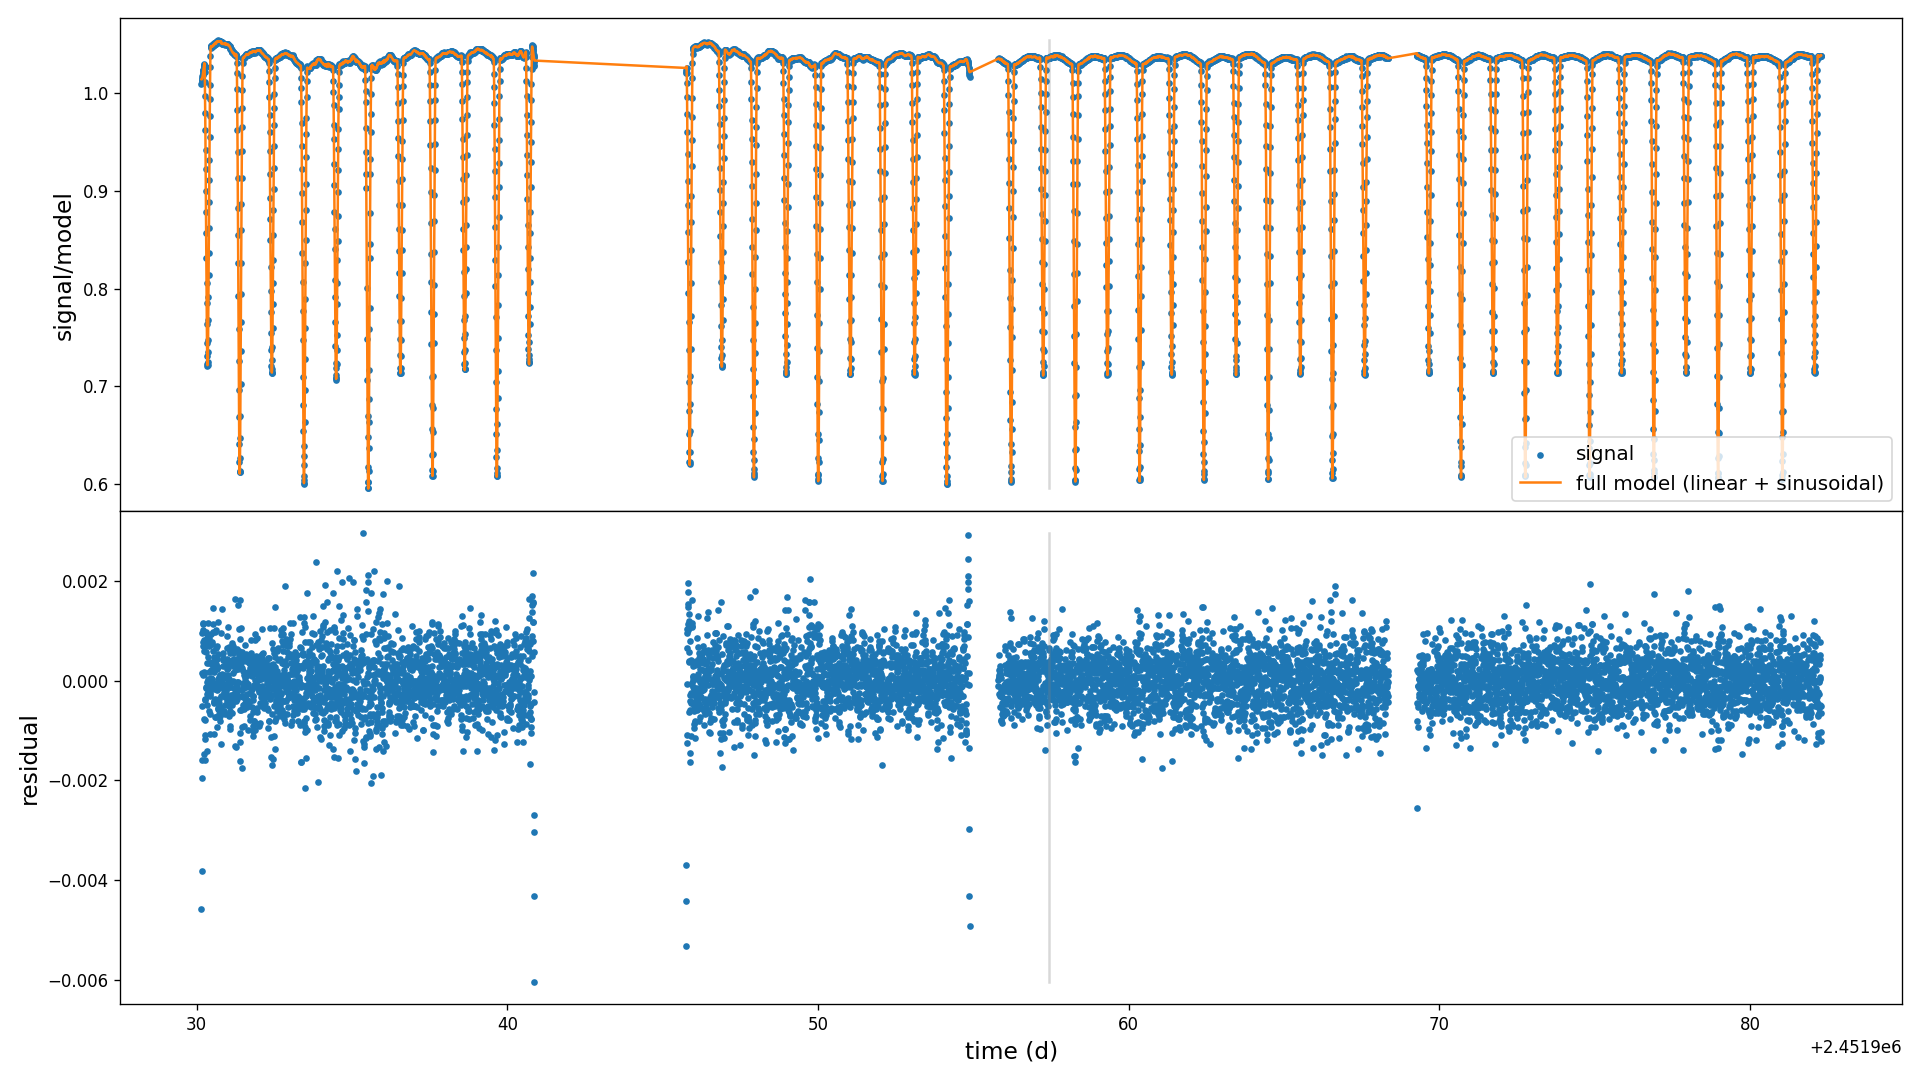 signal/model
1.0
0.9
0.8
0.7
0.6
signal
full model (linear + sinusoidal)
residual
0.002
0.000
−0.002
−0.004
−0.006
30
40
50
60
70
80
time (d)
+2.4519e6